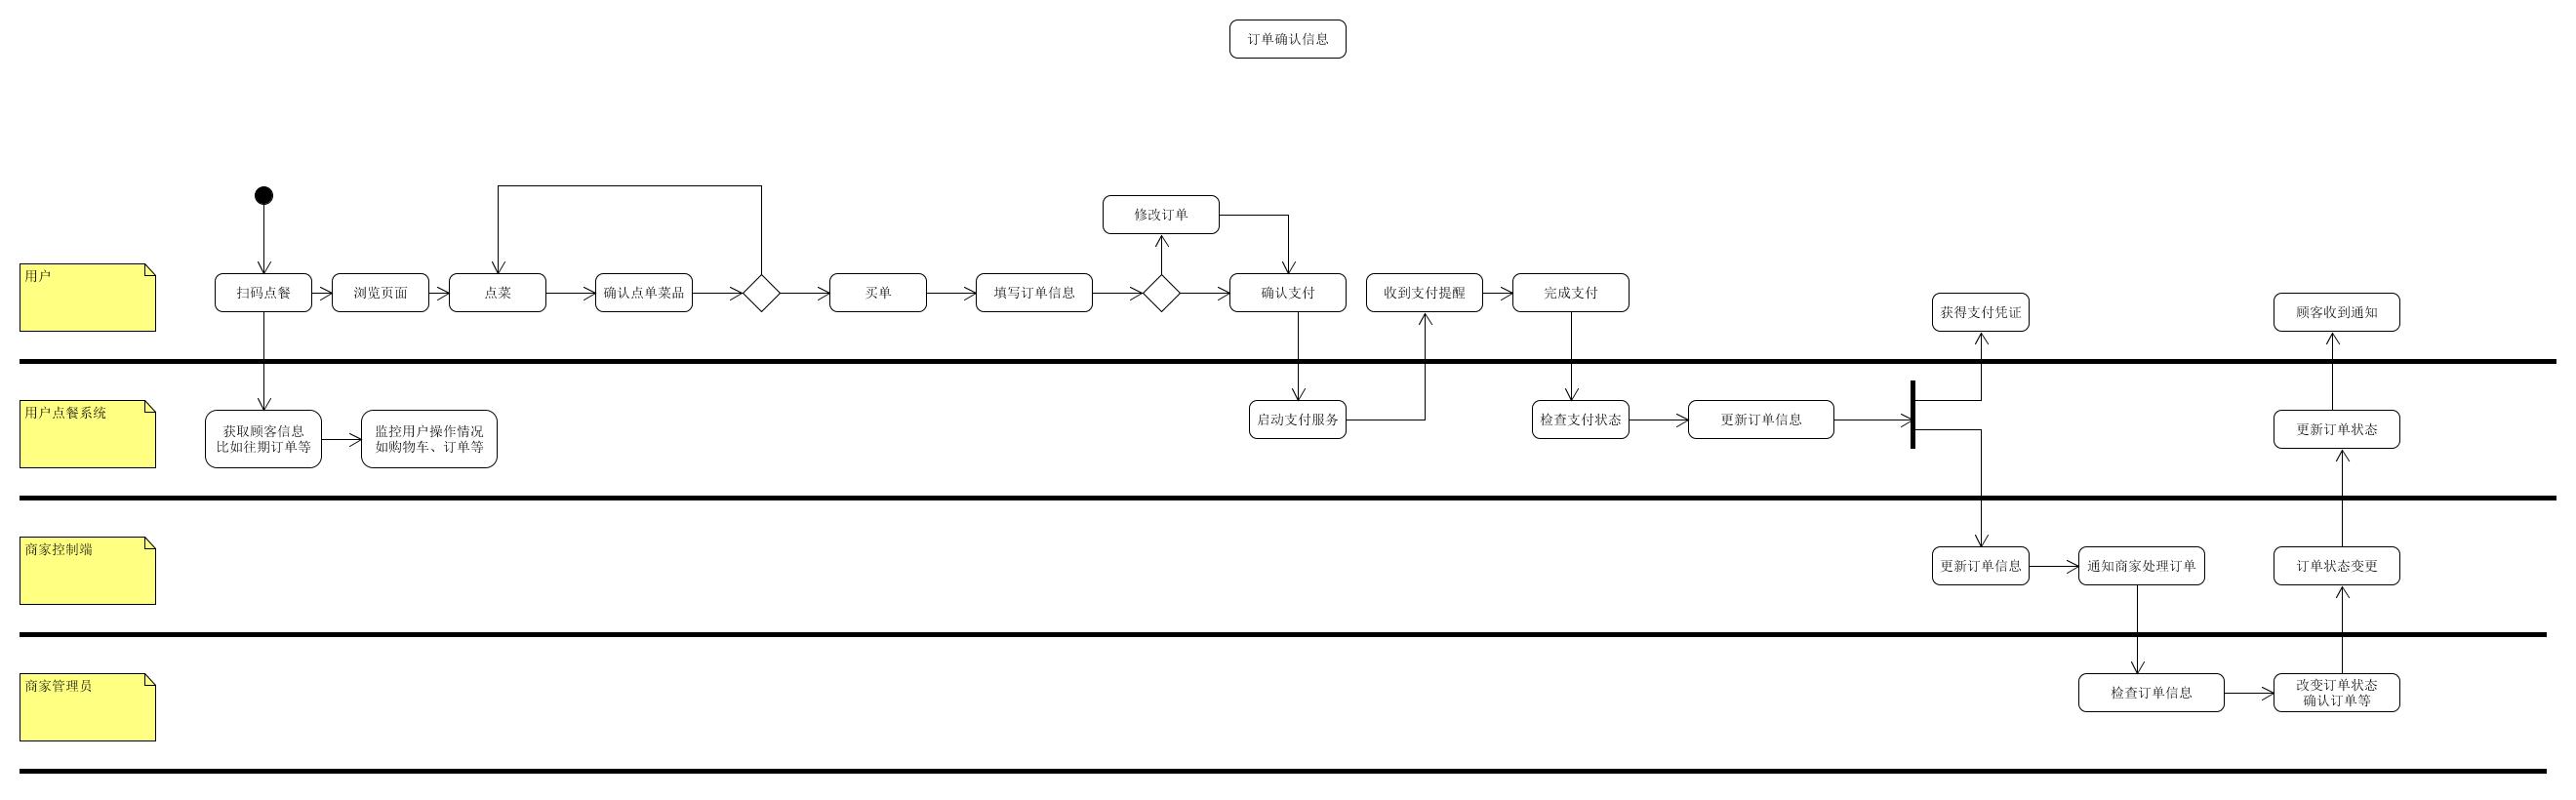 订单确认信息
修改订单
用户
扫码点餐
浏览页面
点菜
确认点单菜品
买单
填写订单信息
确认支付
收到支付提醒
完成支付
获得支付凭证
顾客收到通知
用户点餐系统
获取顾客信息
比如往期订单等
监控用户操作情况
如购物车、订单等
启动支付服务
检查支付状态
更新订单信息
更新订单状态
商家控制端
更新订单信息
通知商家处理订单
订单状态变更
商家管理员
检查订单信息
改变订单状态
确认订单等